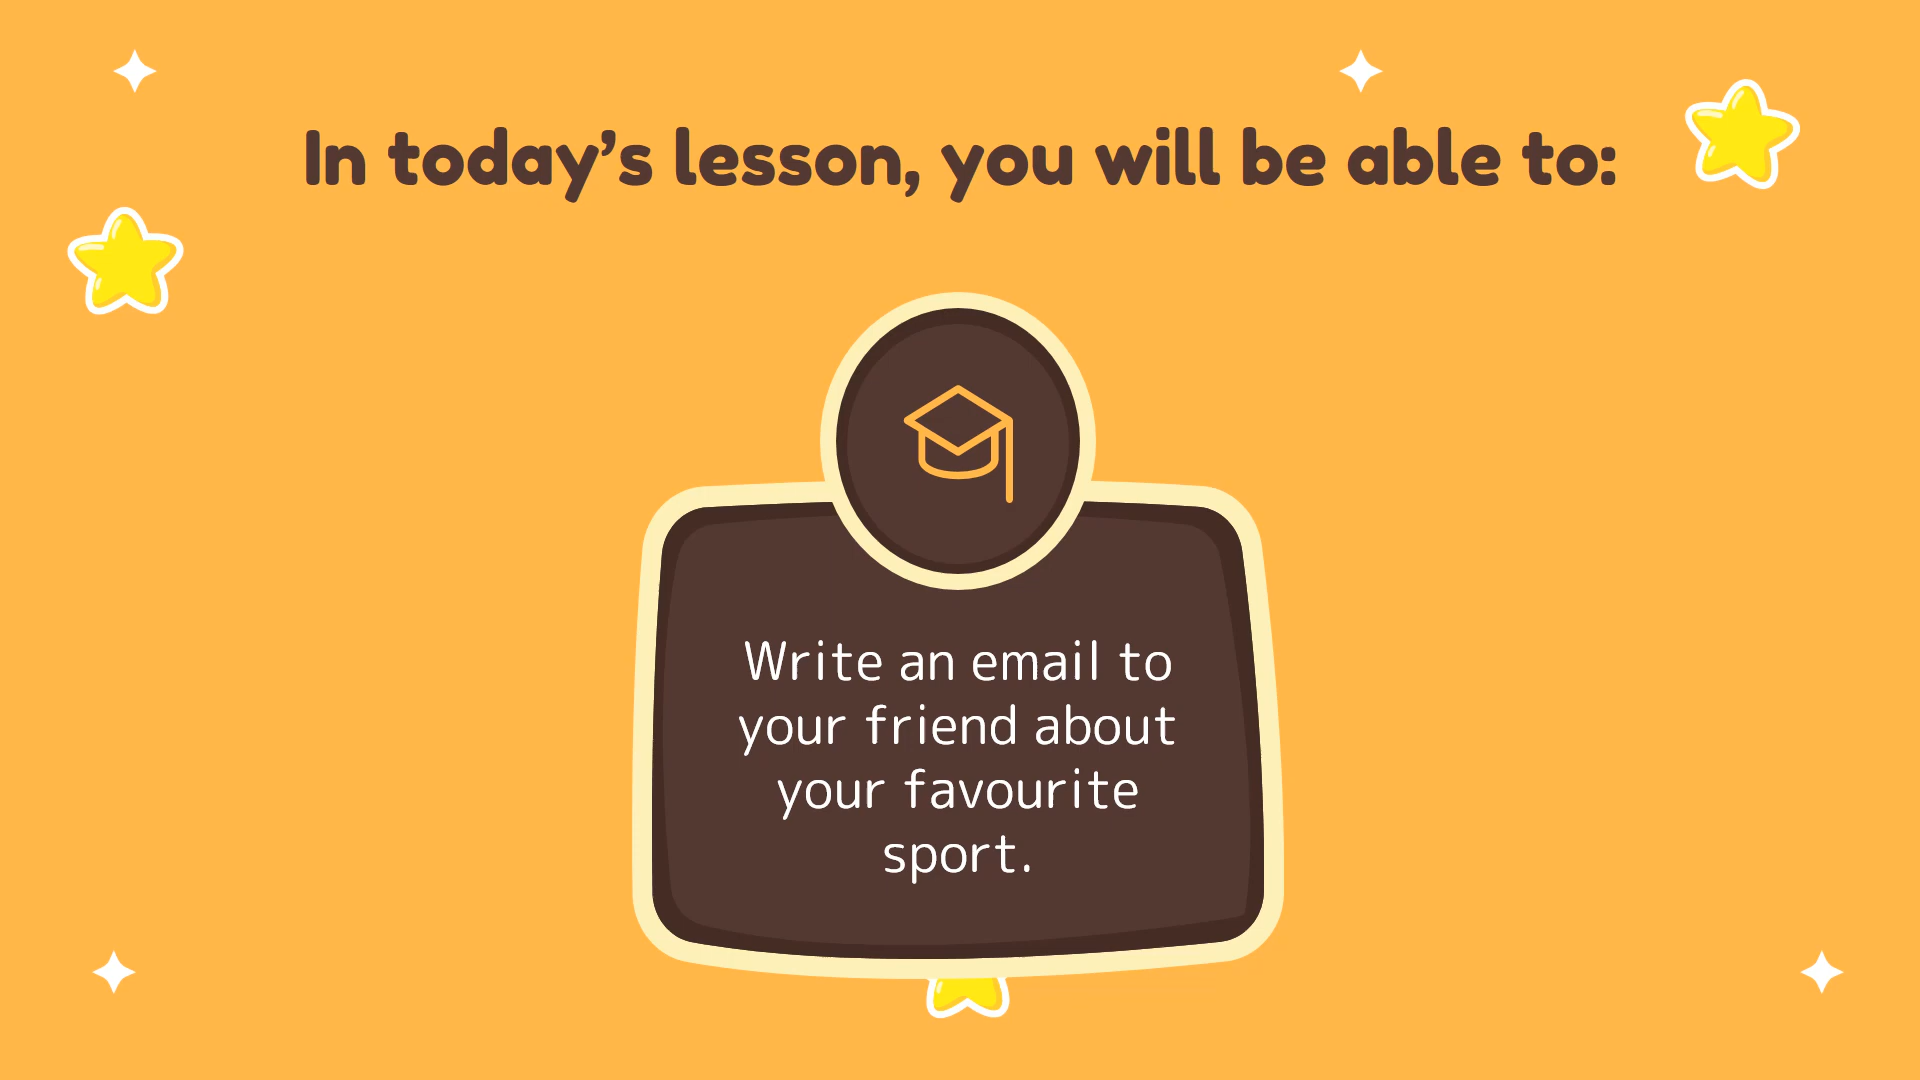 In today’s lesson, you will be able to:
Write an email to
your friend about
your favourite
sport.